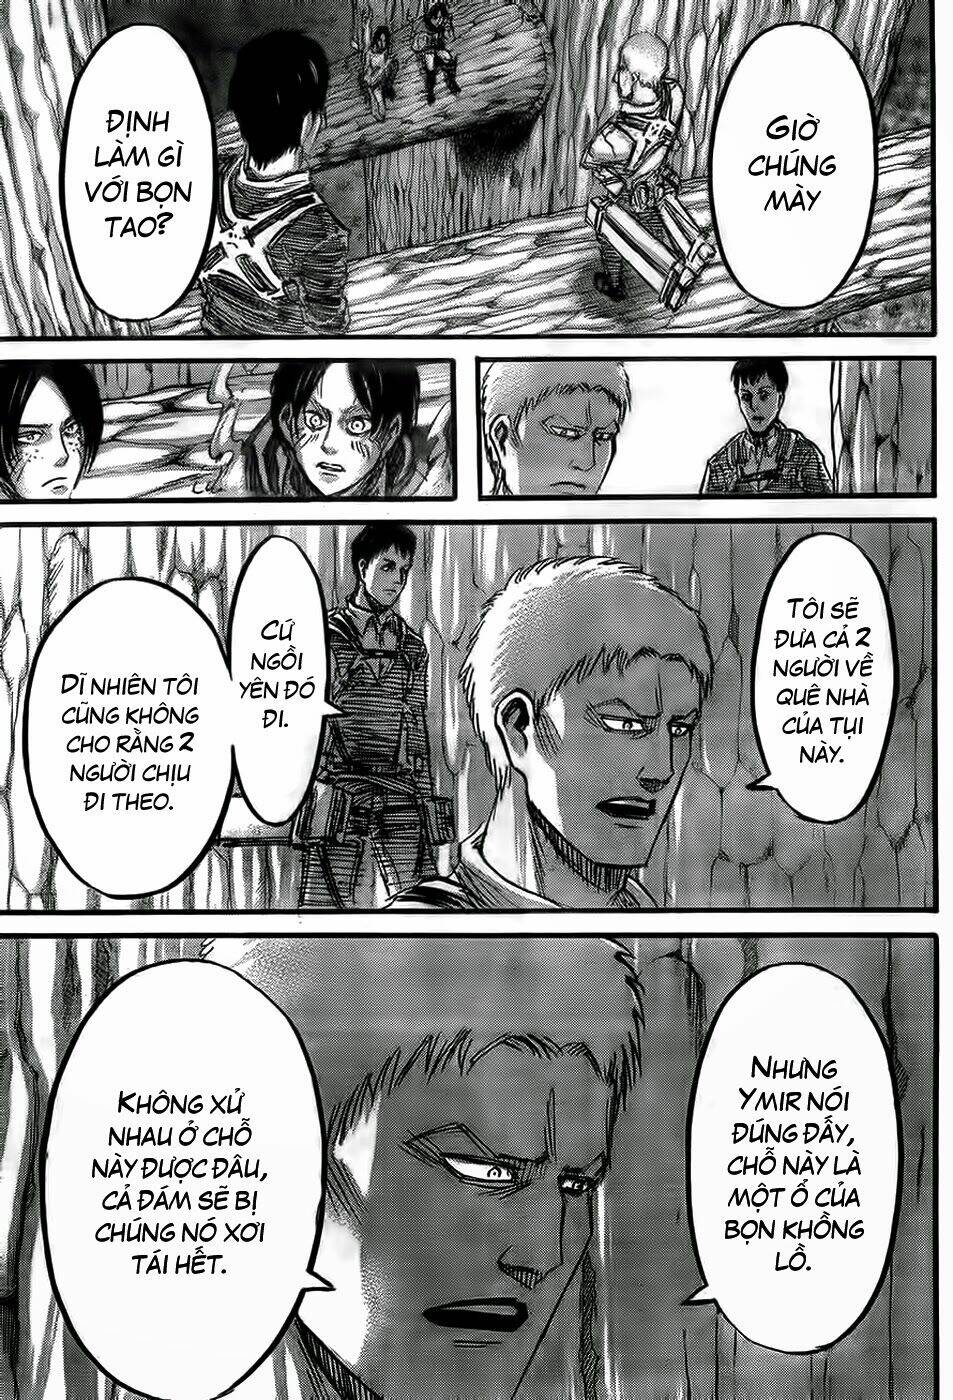 GIỜ
CHÚNG
MÀY
ĐỊNH
LÀM GÌ
VỚI BỌN
TAO?
TÔI SẼ
ĐƯA CẢ 2
NGƯỜI VỀ
QUÊ NHÀ
CỦA TỤI
NÀY.
CỨ
NGỒI
YÊN ĐÓ
ĐI.
DĨ NHIÊN TÔI
CŨNG KHÔNG
CHO RẰNG 2
NGƯỜI CHỊU
ĐI THEO.
NHƯNG
YMIR NÓI
ĐÚNG ĐẤY,
CHỖ NÀY LÀ
MỘT Ổ CỦA
BỌN KHỔNG
LỒ.
KHÔNG XỬ
NHAU Ở CHỖ
NÀY ĐƯỢC ĐÂU,
CẢ ĐÁM SẼ BỊ
CHÚNG NÓ XƠI
TÁI HẾT.